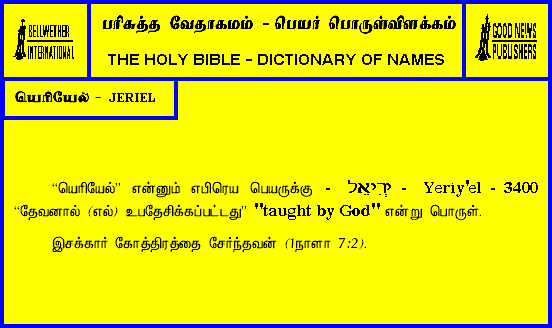 BELLWETHER
INTERNATIONAL
பரிசுத்த வேதாகமம் - பெயர் பொருள்விளக்கம்
THE HOLY BIBLE - DICTIONARY OF NAMES
GOOD NEWS
PUBLISHERS
யெரியேல் - JERIEL
“யெரியேல்” என்னும் எபிரெய பெயருக்கு - יְרִיאֵל - Yeriy'el - 3400
“தேவனால் (எல்) உபதேசிக்கப்பட்டது” "taught by God" என்று பொருள்.
இசக்கார் கோத்திரத்தை சேர்ந்தவன் (1நாளா 7:2).